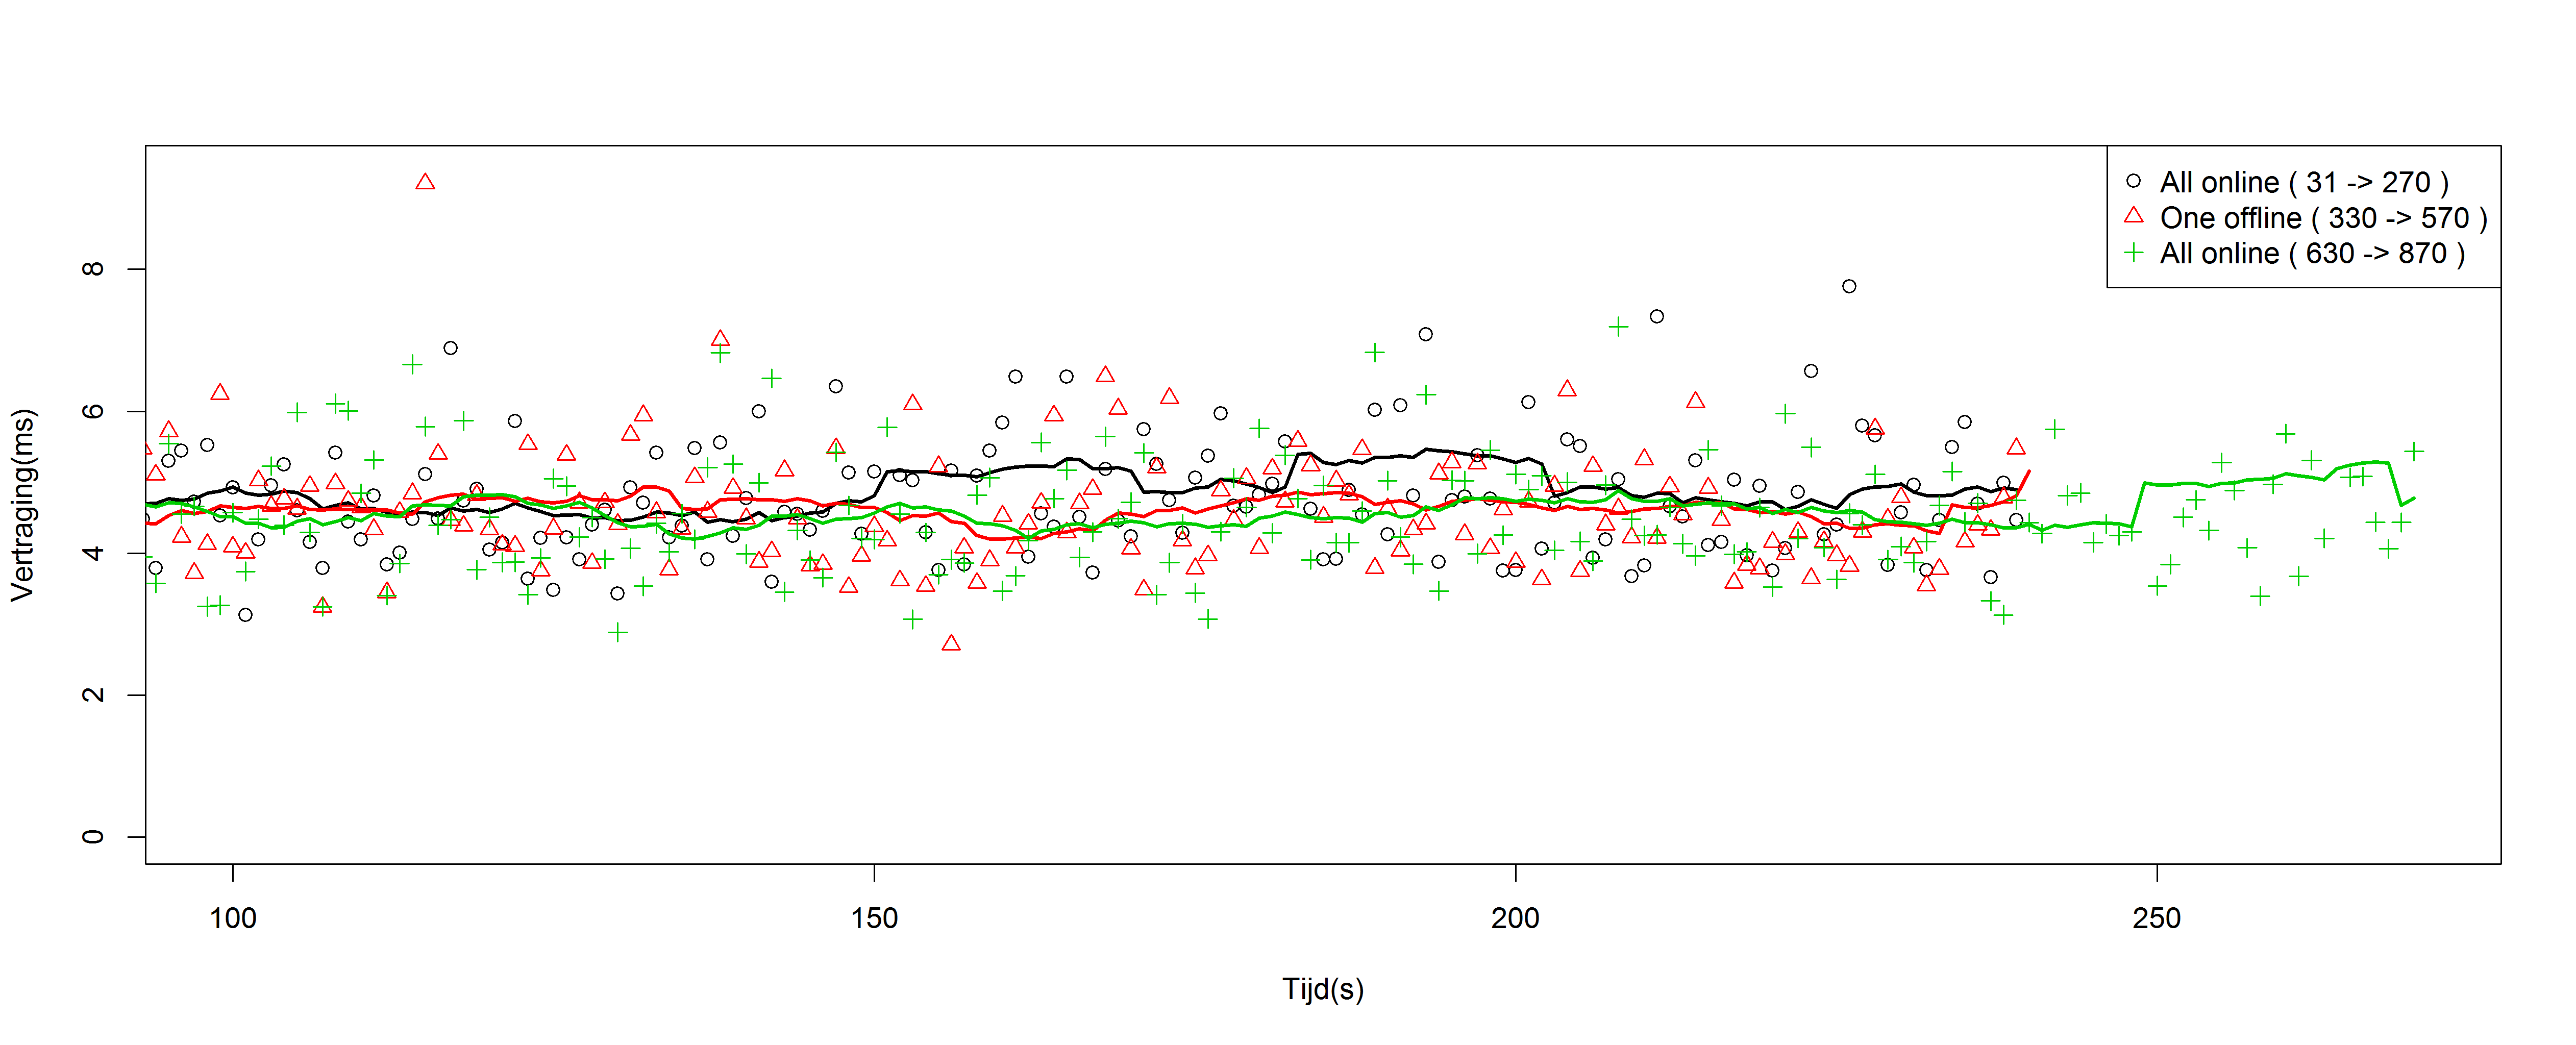 All online ( 31 -> 270 )
One offline ( 330 -> 570 )
All online ( 630 -> 870 )
Vertraging(ms)
8
6
4
2
0
100
150
200
250
Tijd(s)